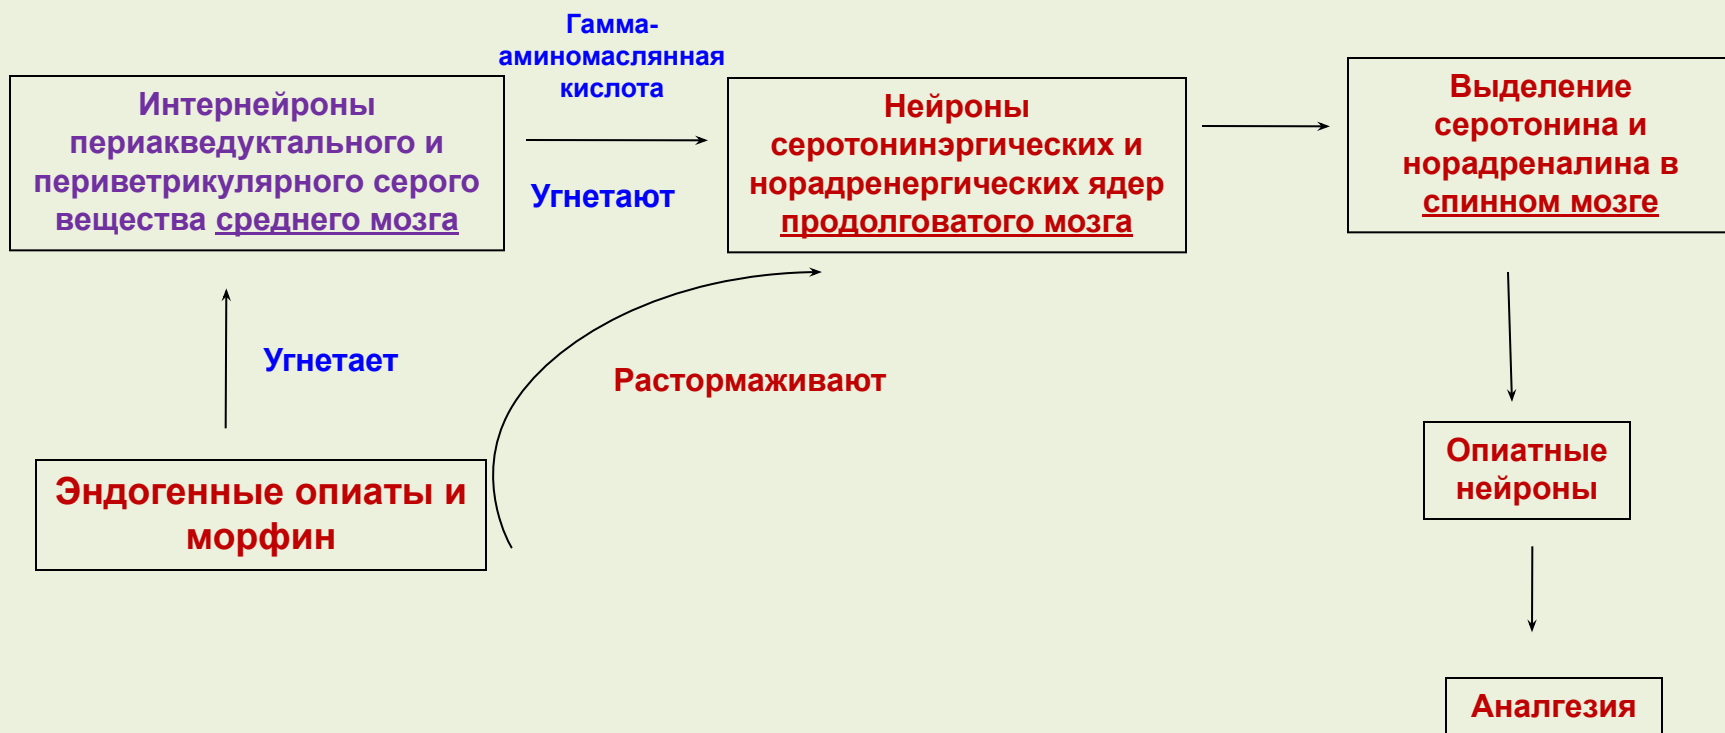 Гамма-
аминомаслянная
кислота
Интернейроны
периакведуктального и
периветрикулярного серого
вещества среднего мозга
Угнетают
Нейроны
серотонинэргических и
норадренергических ядер
продолговатого мозга
Выделение
серотонина и
норадреналина в
спинном мозге
Угнетает
Растормаживают
Эндогенные опиаты и
морфин
Опиатные
нейроны
Аналгезия